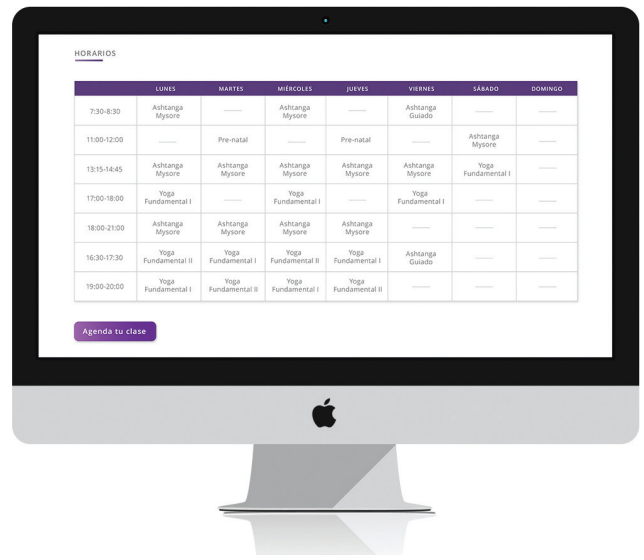 HORARIOS
LUNES MARTES MIÉRCOLES JUEVES VIERNES SÁBADO DOMINGO
7:30-8:30 Ashtanga Mysore —— Ashtanga Mysore —— Ashtanga Guiado —— ——
11:00-12:00 —— Pre-natal —— Pre-natal —— Ashtanga Mysore ——
13:15-14:45 Ashtanga Mysore Ashtanga Mysore Ashtanga Mysore Ashtanga Mysore Ashtanga Mysore Yoga Fundamental I ——
17:00-18:00 Yoga Fundamental I —— Yoga Fundamental I —— Yoga Fundamental I —— ——
18:00-21:00 Ashtanga Mysore Ashtanga Mysore Ashtanga Mysore Ashtanga Mysore —— —— ——
16:30-17:30 Yoga Fundamental II Yoga Fundamental I Yoga Fundamental II Yoga Fundamental I Ashtanga Guiado —— ——
19:00-20:00 Yoga Fundamental I Yoga Fundamental II Yoga Fundamental I Yoga Fundamental II —— —— ——
Agenda tu clase